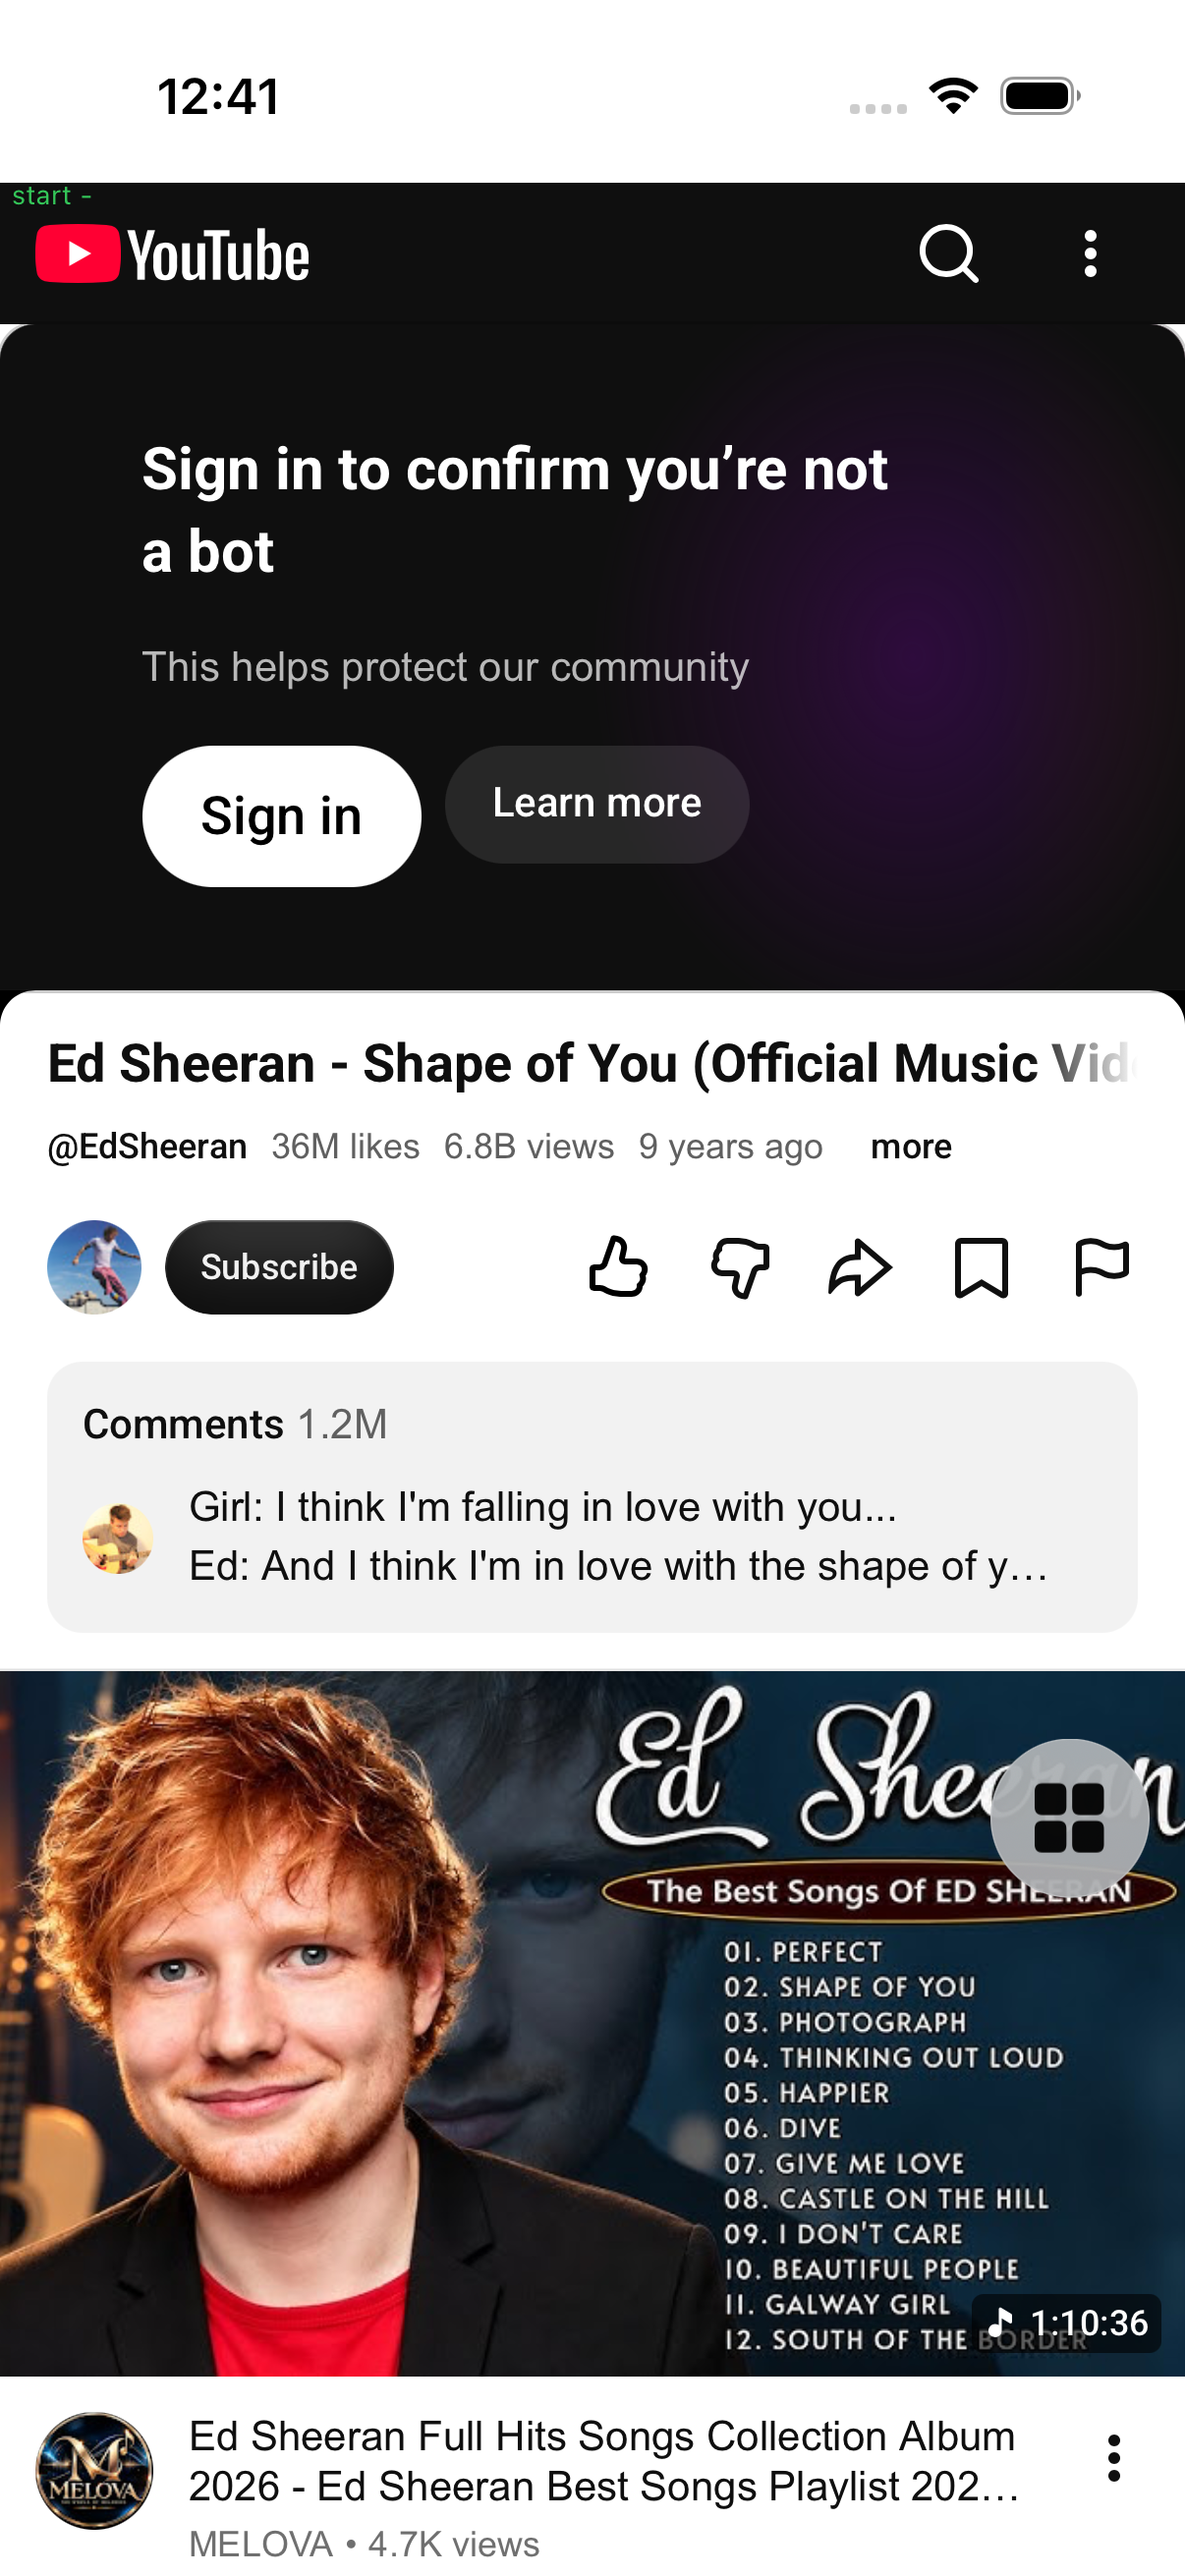 12:41
start -
YouTube
Sign in to confirm you’re not
a bot
This helps protect our community
Sign in
Learn more
Ed Sheeran - Shape of You (Official Music Vid
@EdSheeran 36M likes 6.8B views 9 years ago more
Subscribe
Comments 1.2M
Girl: I think I'm falling in love with you...
Ed: And I think I'm in love with the shape of y…
Ed Sheeran
The Best Songs Of ED SHEERAN
01. PERFECT
02. SHAPE OF YOU
03. PHOTOGRAPH
04. THINKING OUT LOUD
05. HAPPIER
06. DIVE
07. GIVE ME LOVE
08. CASTLE ON THE HILL
09. I DON'T CARE
10. BEAUTIFUL PEOPLE
11. GALWAY GIRL
12. SOUTH OF THE BORDER
1:10:36
MELOVA
Ed Sheeran Full Hits Songs Collection Album
2026 - Ed Sheeran Best Songs Playlist 202…
MELOVA • 4.7K views